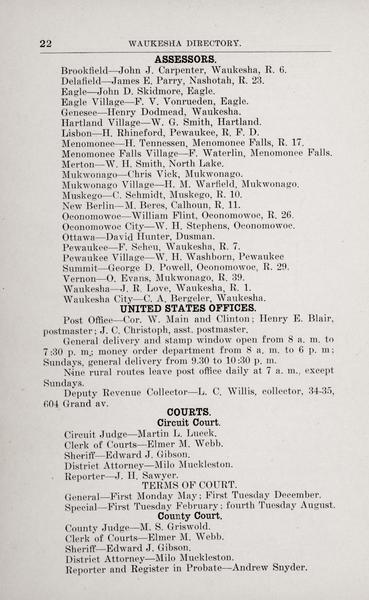 22 WAUKESHA DIRECTORY.
ASSESSORS.
Brookfield—John J. Carpenter, Waukesha, R. 6.
Delafield—James E. Parry, Nashotah, R. 23.
Eagle—John D. Skidmore, Eagle.
Eagle Village—F. V. Vonrueden, Eagle.
Genesee—Henry Dodmead, Waukesha.
Hartland Village—W. G. Smith, Hartland.
Lisbon—H. Rhineford, Pewaukee, R. F. D.
Menomonee—H. Tennessen, Menomonee Falls, R. 17.
Menomonee Falls Village—F. Waterlin, Menomonee Falls.
Merton—W. H. Smith, North Lake.
Mukwonago—Chris Vick, Mukwonago.
Mukwonago Village—H. M. Warfield, Mukwonago.
Muskego—C. Schmidt, Muskego, R. 10.
New Berlin—M. Beres, Calhoun, R, 11.
Oconomowoc—William Flint, Oconomowoc, R. 26.
Oconomowoc City—W. H. Stephens, Oconomowoc.
Ottawa—David Hunter, Dusman.
Pewaukee—F. Scheu, Waukesha, R. 7.
Pewaukee Village—W. H. Washborn, Pewaukee
Summit—George D. Powell, Oconomowoc, R. 29.
Vernon—O. Evans, Mukwonago, R. 39.
Waukesha—J. R. Love, Waukesha, R. 1.
Waukesha City—C. A. Bergeler, Waukesha.
UNITED STATES OFFICES.
Post Office—Cor. W. Main and Clinton; Henry E. Blair,
postmaster; J. C. Christoph, asst. postmaster.
General delivery and stamp window open from 8 a. m. to
7:30 p. m.; money order department from 8 a. m. to 6 p. m;
Sundays, general delivery from 9.30 to 10:30 p. m.
Nine rural routes leave post office daily at 7 a. m., except
Sundays.
Deputy Revenue Collector—L. C. Willis, collector, 34-35,
604 Grand av.
COURTS.
Circuit Court.
Circuit Judge—Martin L. Lueck.
Clerk of Courts—Elmer M. Webb.
Sheriff—Edward J. Gibson.
District Attorney—Milo Muckleston.
Reporter—J. H. Sawyer.
TERMS OF COURT.
General—First Monday May; First Tuesday December.
Special—First Tuesday February; fourth Tuesday August.
County Court.
County Judge—M. S. Griswold.
Clerk of Courts—Elmer M. Webb.
Sheriff—Edward J. Gibson.
District Attorney—Milo Muckleston.
Reporter and Register in Probate—Andrew Snyder.